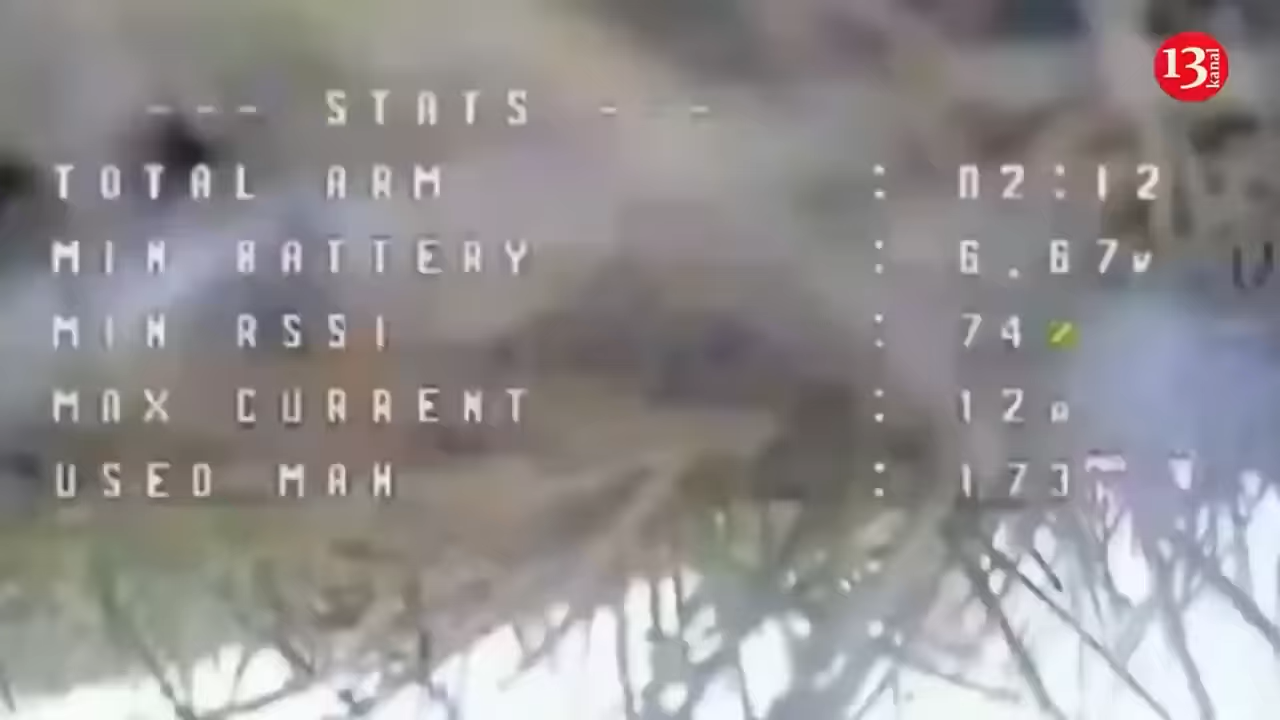 13 kanal
--- STATS - -
TOTAL ARM : 02:12
MIN BATTERY : 6.67v
MIN RSSI : 74%
MAX CURRENT : 12a
USED MAH : 173